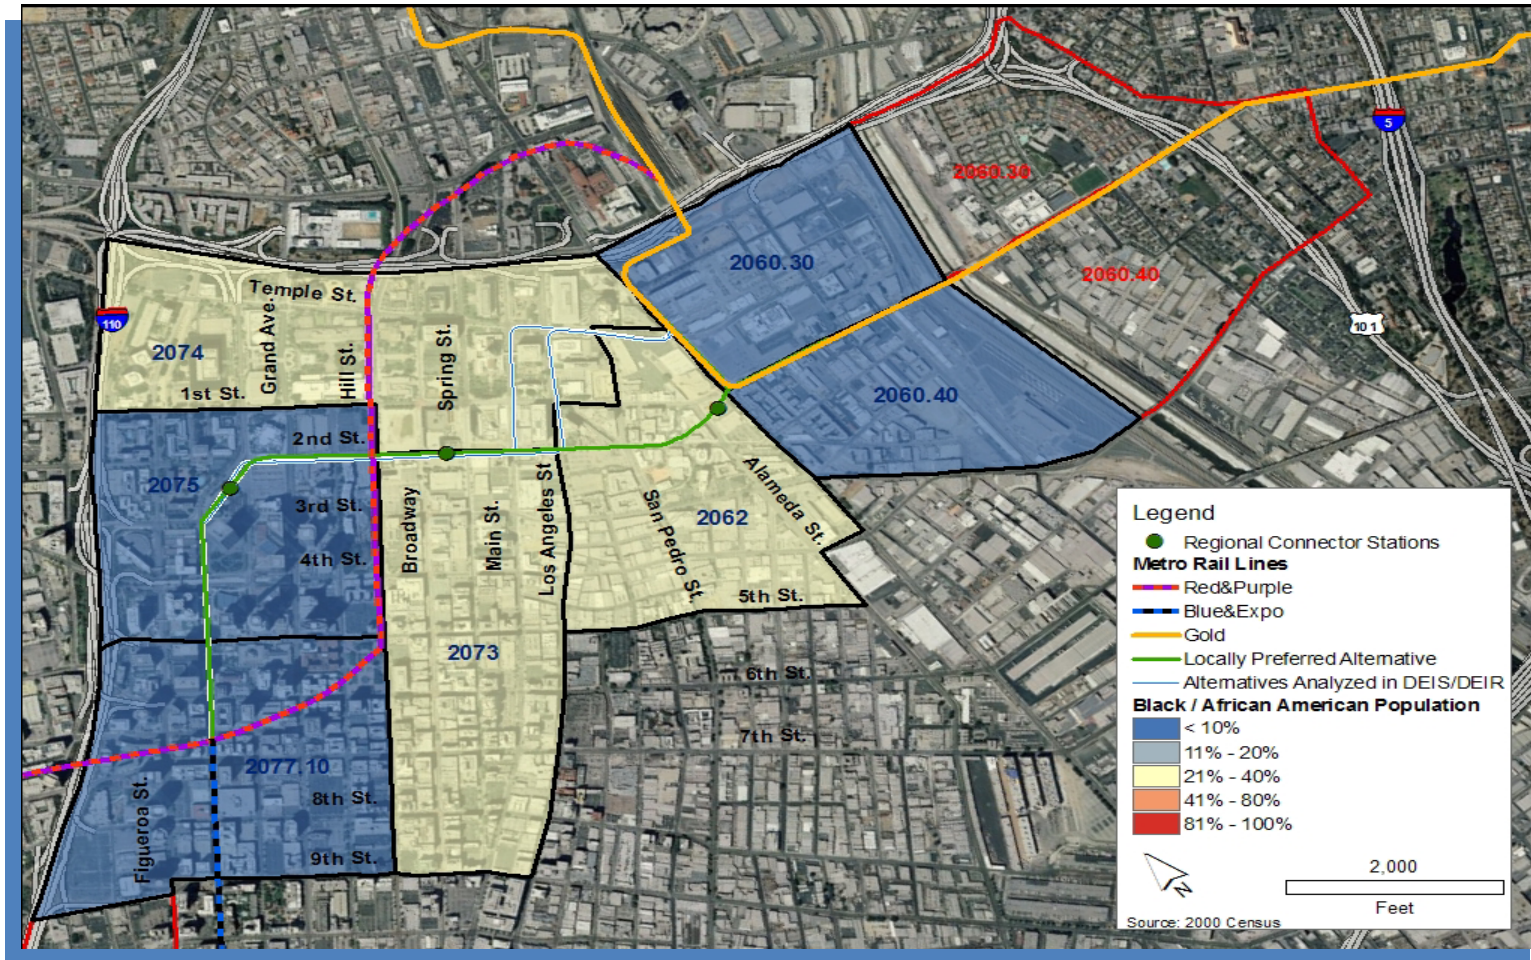 5
2060.30
2060.30
2060.40
Temple St.
110
Grand Ave.
Hill St.
Spring St.
10 1
2074
1st St.
2060.40
2nd St.
2075
3rd St.
4th St.
Broadway
Main St.
Los Angeles St
San Pedro St.
Alameda St.
2062
5th St.
2073
6th St.
7th St.
2077.10
8th St.
9th St.
Figueroa St.
Legend
Regional Connector Stations
Metro Rail Lines
Red&Purple
Blue&Expo
Gold
Locally Preferred Alternative
Alternatives Analyzed in DEIS/DEIR
Black / African American Population
< 10%
11% - 20%
21% - 40%
41% - 80%
81% - 100%
N
2,000
Feet
Source: 2000 Census